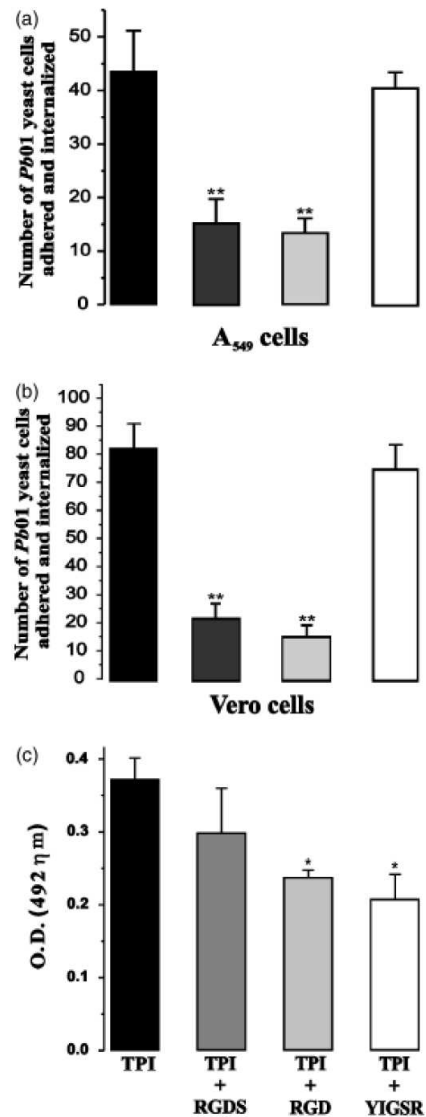 (a)
Number of Pb01 yeast cells
adhered and internalized
50
40
30
20
10
0
**
**
A549 cells
(b)
Number of Pb01 yeast cells
adhered and internalized
100
90
80
70
60
50
40
30
20
10
0
**
**
Vero cells
(c)
O.D. (492 η m)
0.4
0.3
0.2
0.1
0.0
*
*
TPI
TPI
+
RGDS
TPI
+
RGD
TPI
+
YIGSR